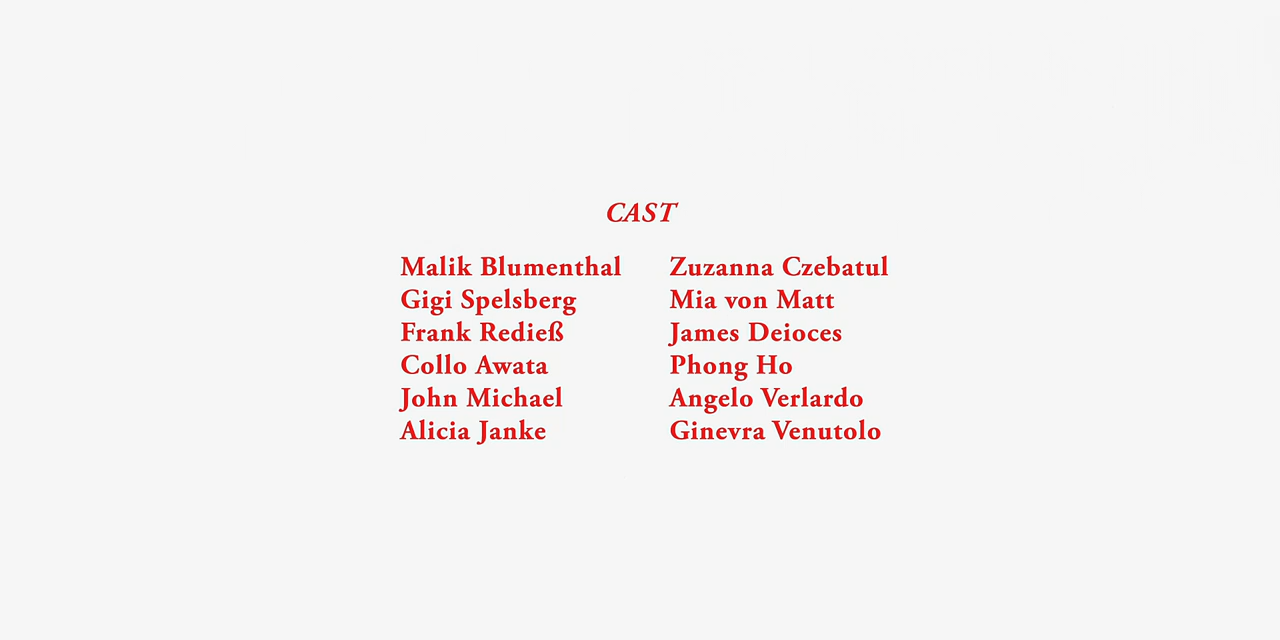 CAST
Malik Blumenthal
Gigi Spelsberg
Frank Redieß
Collo Awata
John Michael
Alicia Janke
Zuzanna Czebatul
Mia von Matt
James Deioces
Phong Ho
Angelo Verlardo
Ginevra Venutolo